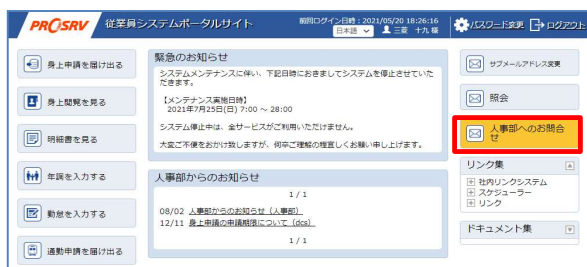 PROSRV 従業員システムポータルサイト
前回ログイン日時：2021/05/20 18:26:16
日本語 三菱 十九 様
パスワード変更 ログアウト
身上申請を届け出る
身上閲覧を見る
明細書を見る
年調を入力する
勤怠を入力する
通勤申請を届け出る
緊急のお知らせ
システムメンテナンスに伴い、下記日時におきましてシステムを停止させていた
だきます。
【メンテナンス実施日時】
2021年7月25日(日) 7:00 ～ 28:00
システム停止中は、全サービスがご利用いただけません。
大変ご不便をおかけ致しますが、何卒ご理解の程宜しくお願い申し上げます。
人事部からのお知らせ
1 / 1
08/02 人事部からのお知らせ（人事部）
12/11 身上申請の申請期限について（dcs）
1 / 1
サブメールアドレス変更
照会
人事部へのお問合
せ
リンク集
社内リンクシステム
スケジューラー
リンク
ドキュメント集